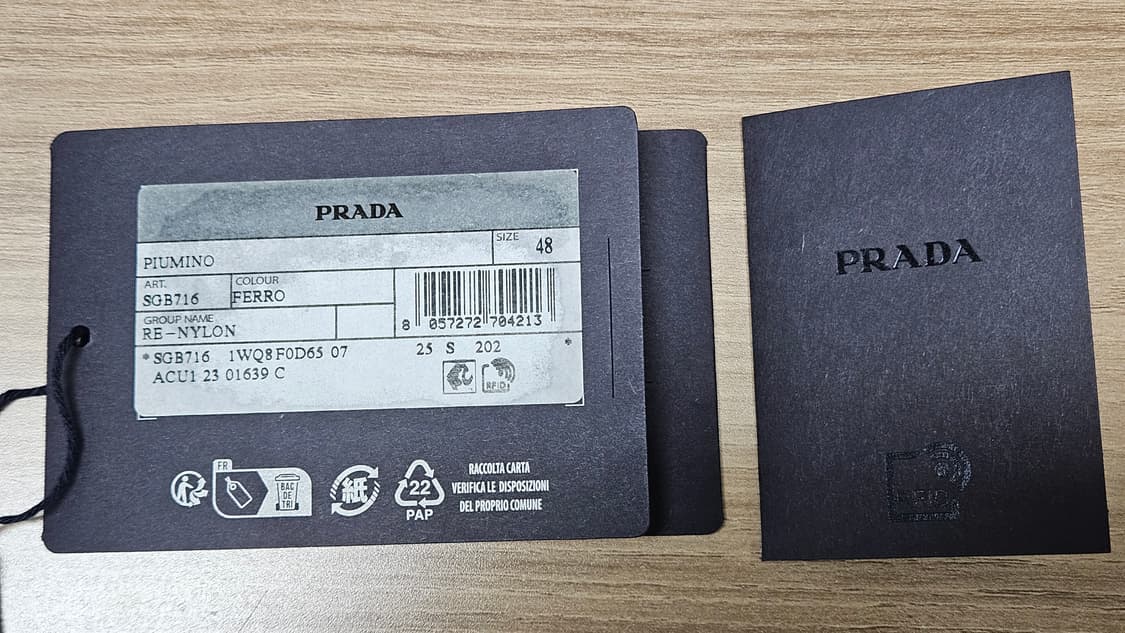 PRADA
PIUMINO
SIZE 48
ART. SGB716
COLOUR FERRO
GROUP NAME
RE-NYLON
8 057272 704213
* SGB716 1WQ8 F0D65 07 25 S 202 *
ACU1 23 01639 C
RFID
FR
BAC DE TRI
紙
22
PAP
RACCOLTA CARTA
VERIFICA LE DISPOSIZIONI
DEL PROPRIO COMUNE
PRADA
RFID